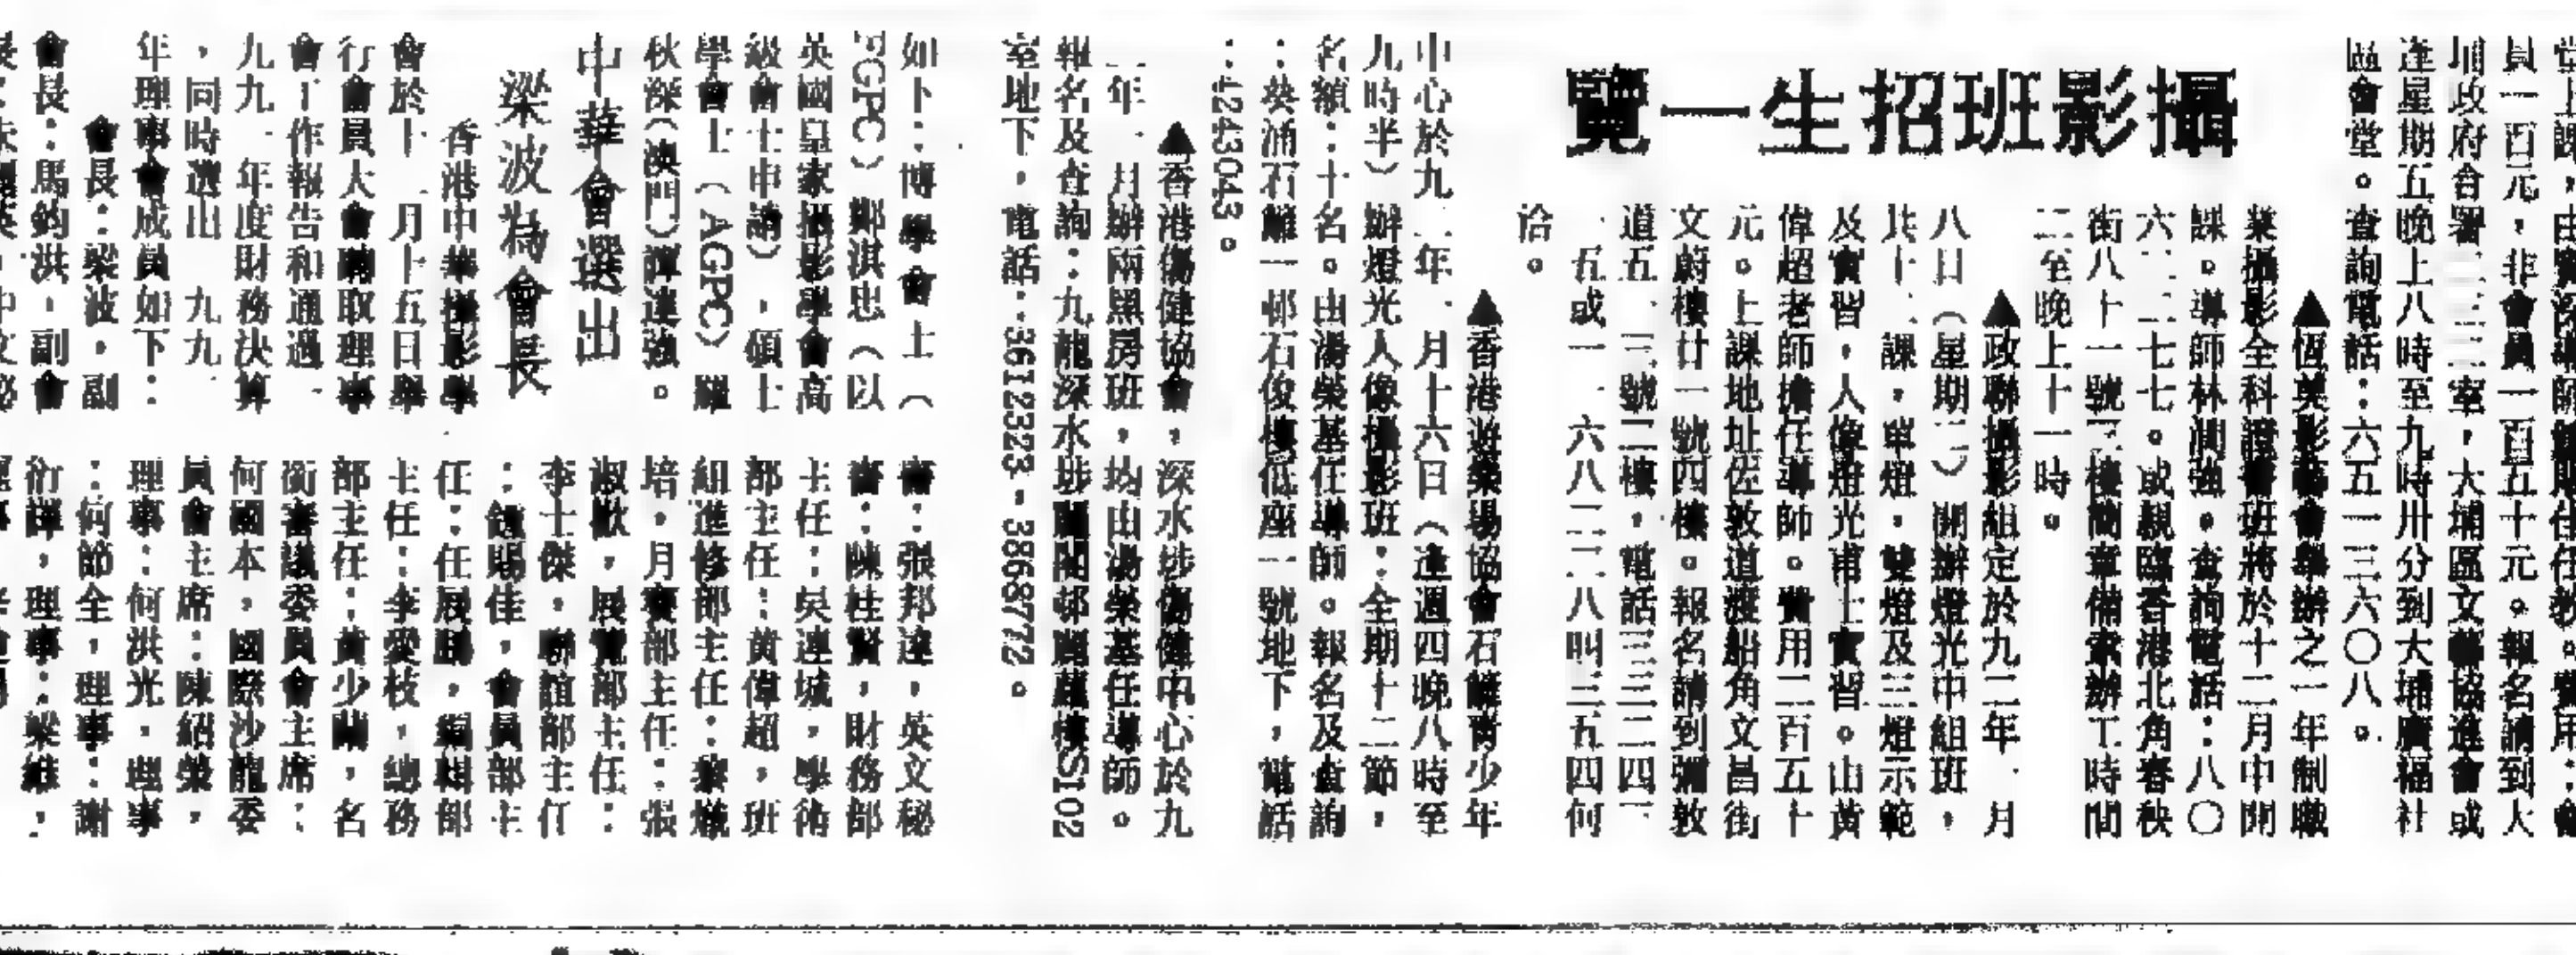 員一百元，非會員一百五十元。報名請到大
埔政府合署二三二室，大埔區文藝協進會或
逢星期五晚上八時至九時卅分到大埔廣福社
區會堂。查詢電話：六五一三六〇八。
攝影班招生一覽
▲恆美影藝會舉辦之一年制職
業攝影全科證書班將於十二月中開
課。導師林潤強。查詢電話：八〇
六二二七七。或親臨香港北角春秧
街八十一號三樓簡章備索辦工時間
二至晚上十一時。
▲政聯攝影組定於九二年一月
八日（星期二）開辦燈光中組班，
共十二課，單燈，雙燈及三燈示範
及實習，人像燈光甫士實習。由黃
偉超老師擔任導師。費用二百五十
元。上課地址佐敦道渡船角文昌街
文蔚樓廿一號四樓。報名請到彌敦
道五一三號二樓，電話三三二四一
一五或一一六八二二八叫三五四何
洽。
▲香港遊樂場協會石籬青少年
中心於九二年一月十六日（逢週四晚八時至
九時半）辦燈光人像攝影班：全期十二節，
名額：十名。由湯榮基任導師。報名及查詢
：葵涌石籬一邨石俊樓低座一號地下，電話
：4243043。
▲香港傷健協會，深水埗傷健中心於九
二年一月辦兩黑房班，均由湯榮基任導師。
報名及查詢：九龍深水埗麗閣邨麗蘿樓S102
室地下，電話：3612323-3868772。
如下：博學會士（
FGPC）鄭淇忠（以
英國皇家攝影學會高
級會士申請），碩士
學會士（AGPC）羅
秋深（澳門）譚達強。
中華會選出
梁波為會長
香港中華攝影學
會於十一月十五日舉
行會員大會聽取理事
會工作報告和通過一
九九一年度財務決算
，同時選出一九九二
年理事會成員如下：
會長：梁波，副
會長：馬鈞洪，副會
書：張邦達，英文秘
書：陳桂賢，財務部
主任：吳連城，學術
部主任：黃偉超，班
組進修部主任：黎熾
培，月賽部主任：張
淑歡，展覽部主任：
李士傑，聯誼部主任
：鍾賜佳，會員部主
任：任展鵬，編輯部
主任：李愛枝，總務
部主任：黃少蘭，名
銜審議委員會主席：
何國本，國際沙龍委
員會主席：陳紹榮，
理事：何洪光，理事
：何節全，理事：謝
衍輝，理事：梁維，